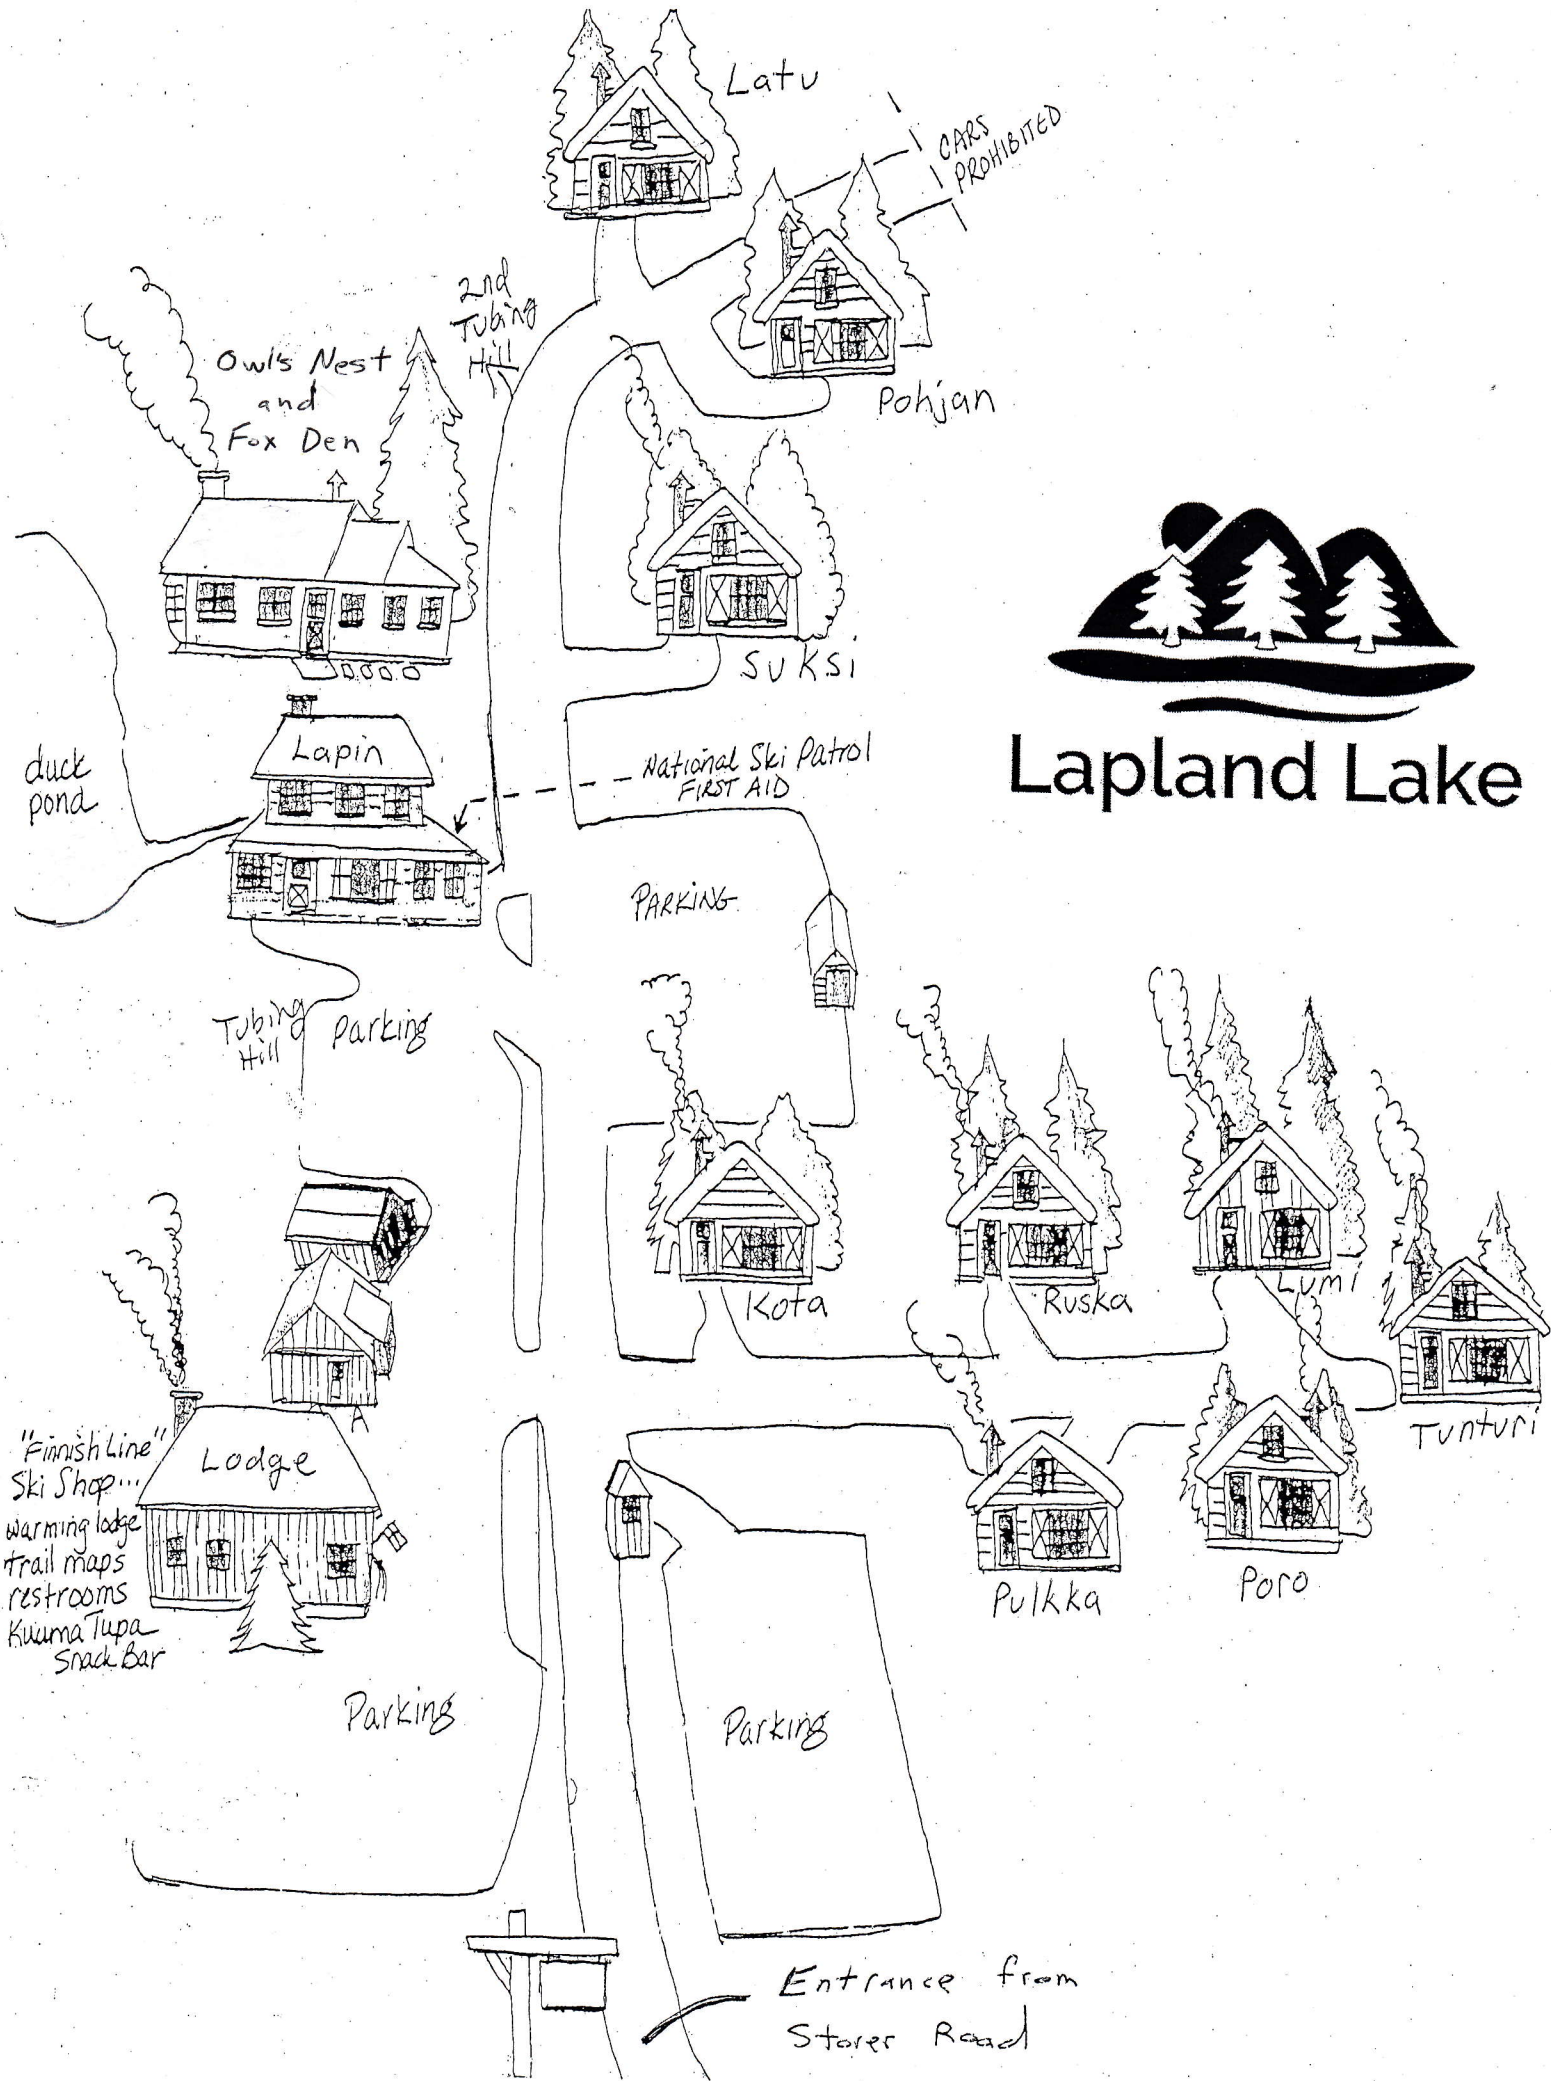 Latu
CARS
PROHIBITED
2nd
Tubing
Hill
Owl's Nest
and
Fox Den
Pohjan
Suksi
Lapland Lake
Lapin
National Ski Patrol
FIRST AID
duck
pond
PARKING
Tubing
Hill
Parking
Kota
Ruska
Lumi
Tunturi
"Finnish Line"
Ski Shop...
warming lodge
trail maps
restrooms
Kuuma Tupa
Snack Bar
Lodge
Pulkka
Poro
Parking
Parking
Entrance from
Storer Road